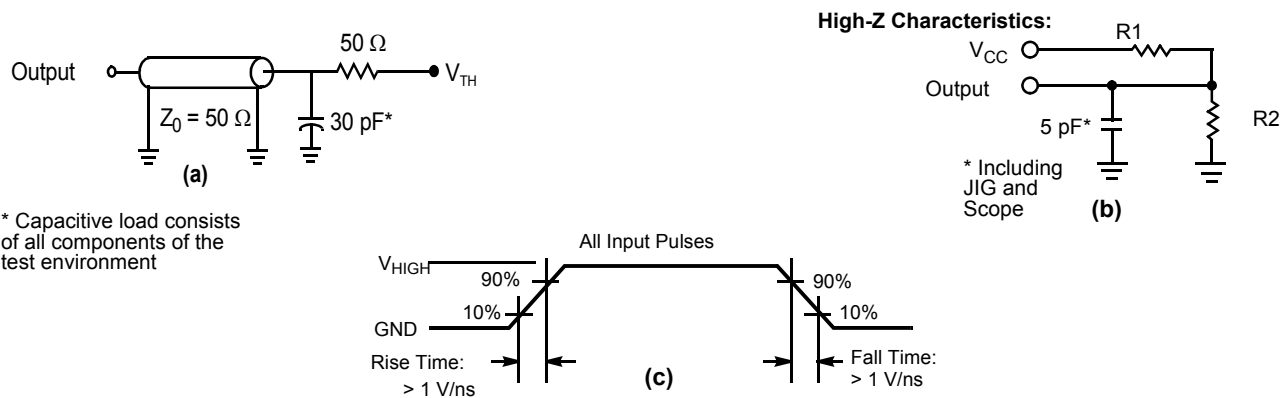 50 Ω
Output
V_TH
Z_0 = 50 Ω
30 pF*
(a)
* Capacitive load consists
of all components of the
test environment
High-Z Characteristics:
R1
V_CC
Output
5 pF*
R2
* Including
JIG and
Scope
(b)
All Input Pulses
V_HIGH
90%
90%
10%
10%
GND
Rise Time:
> 1 V/ns
(c)
Fall Time:
> 1 V/ns